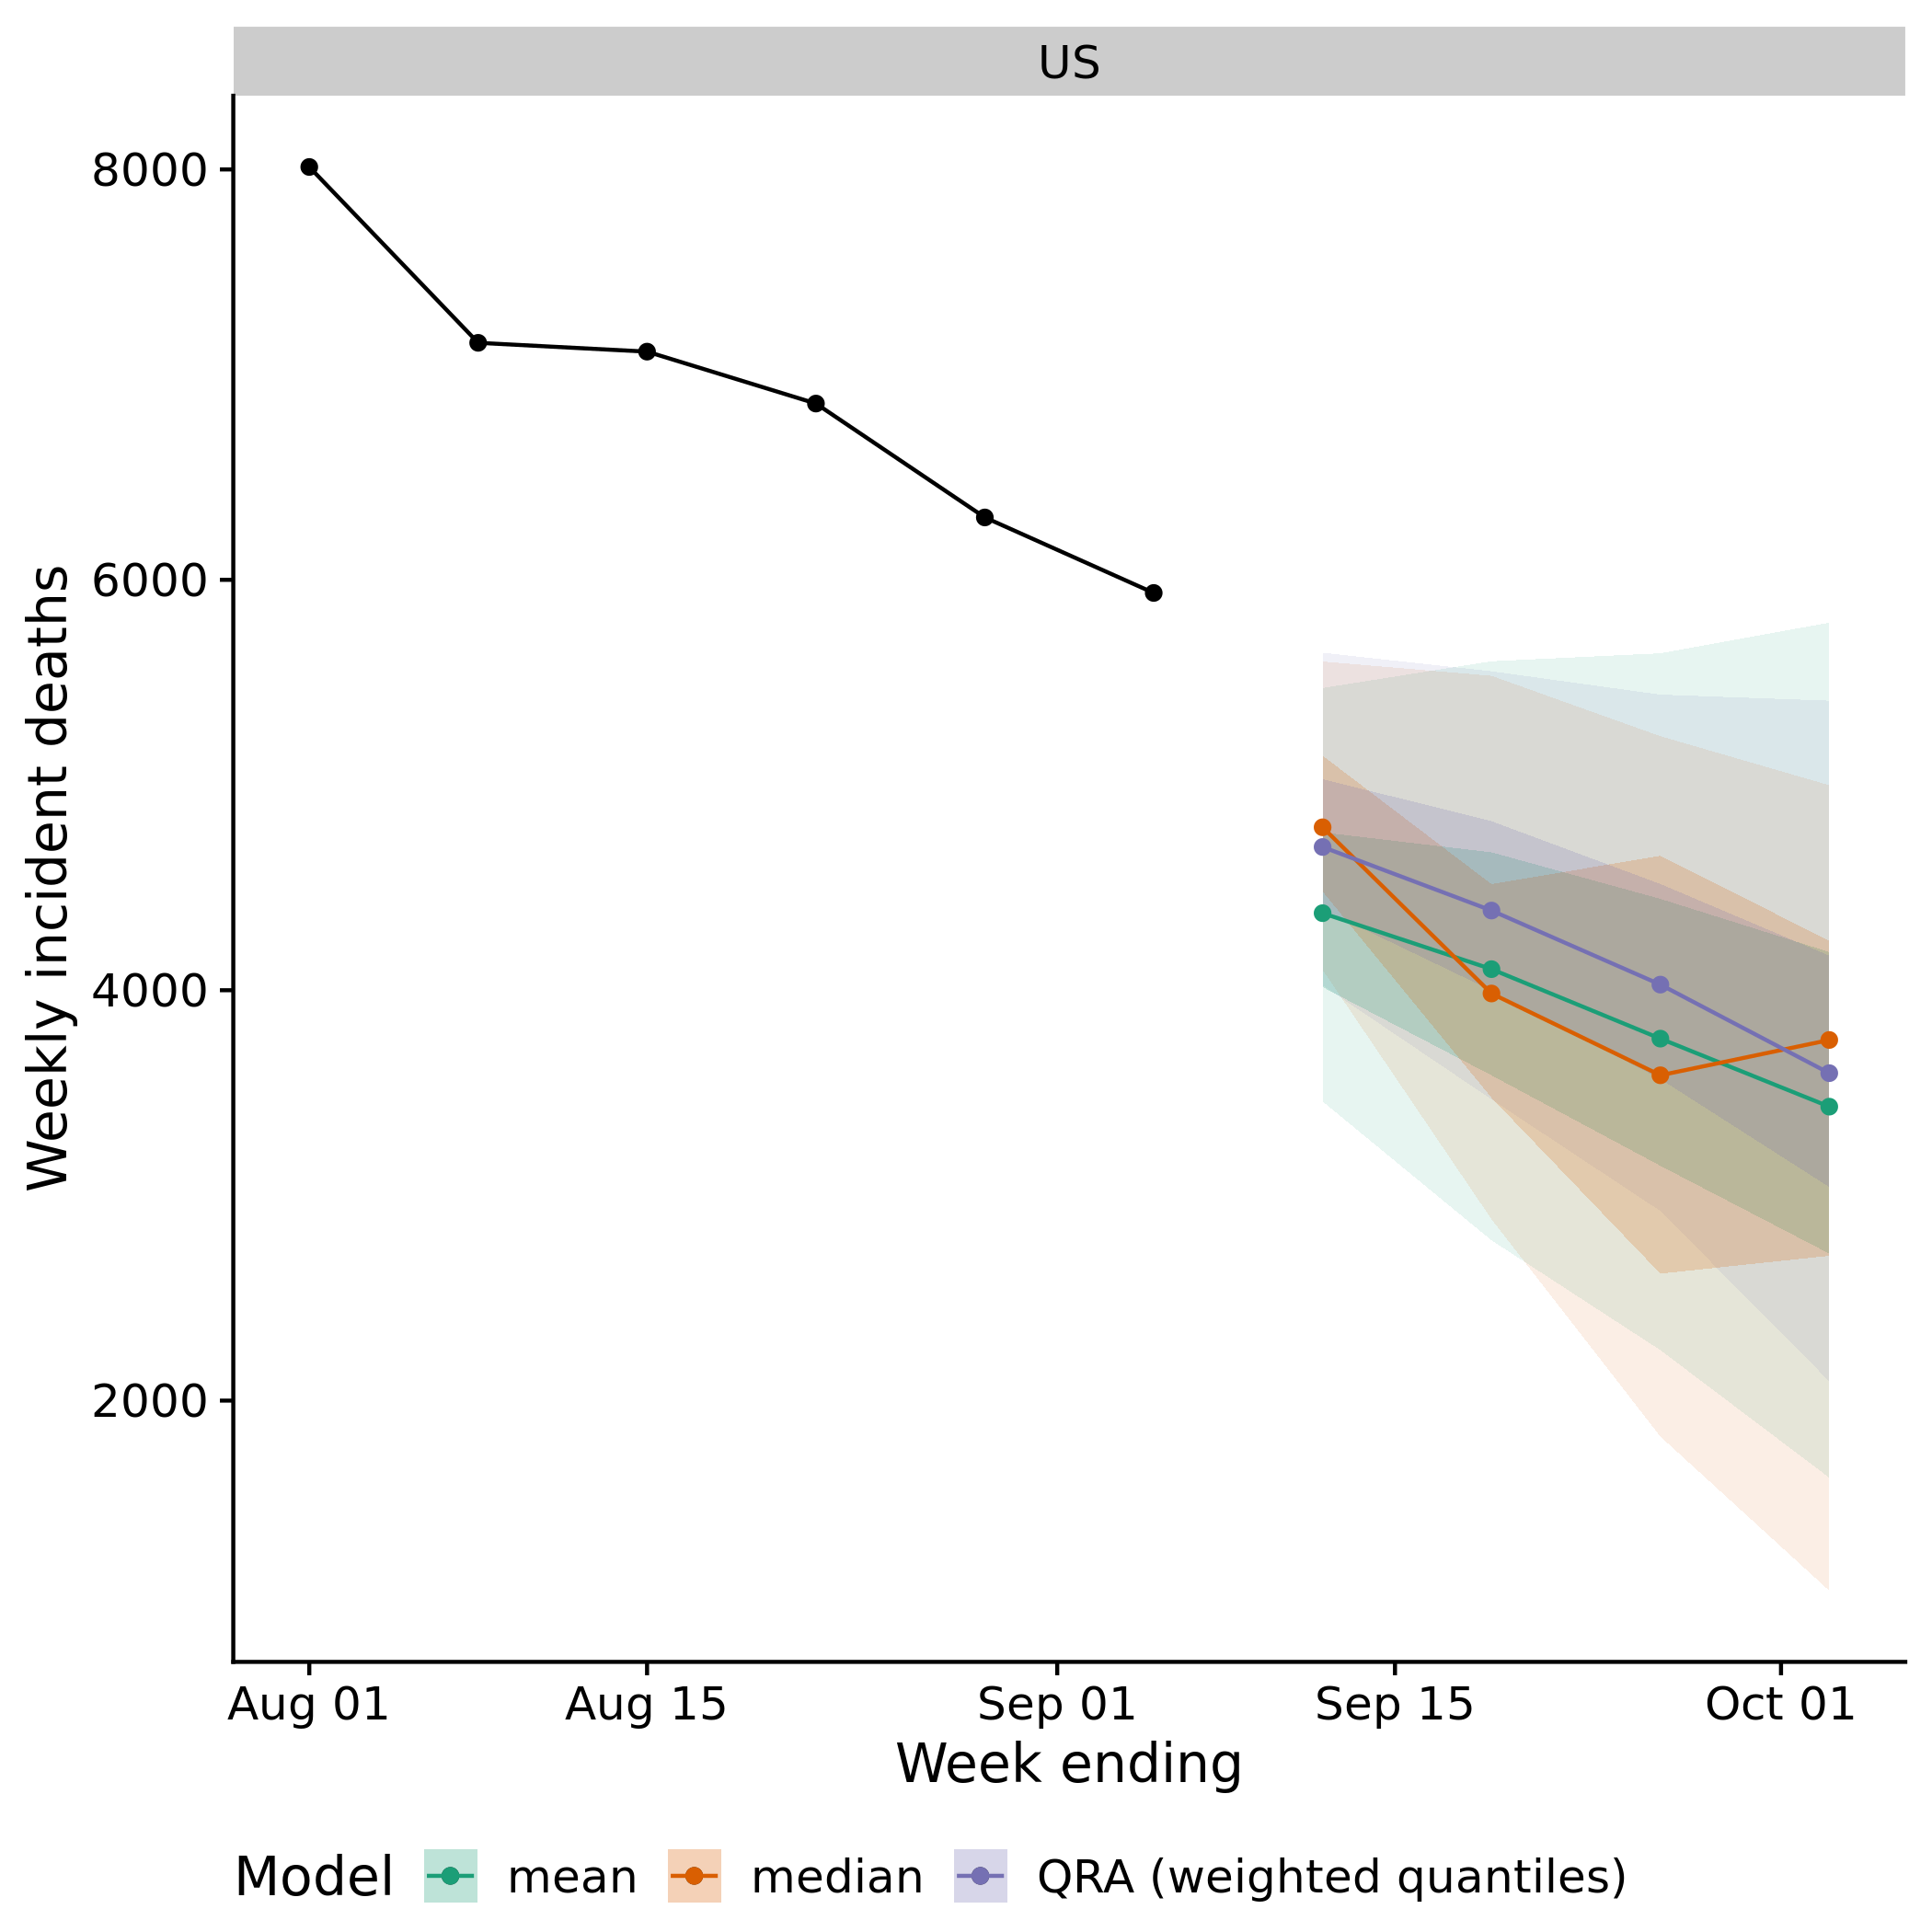 US
Weekly incident deaths
8000
6000
4000
2000
Aug 01 Aug 15 Sep 01 Sep 15 Oct 01
Week ending
Model mean median QRA (weighted quantiles)